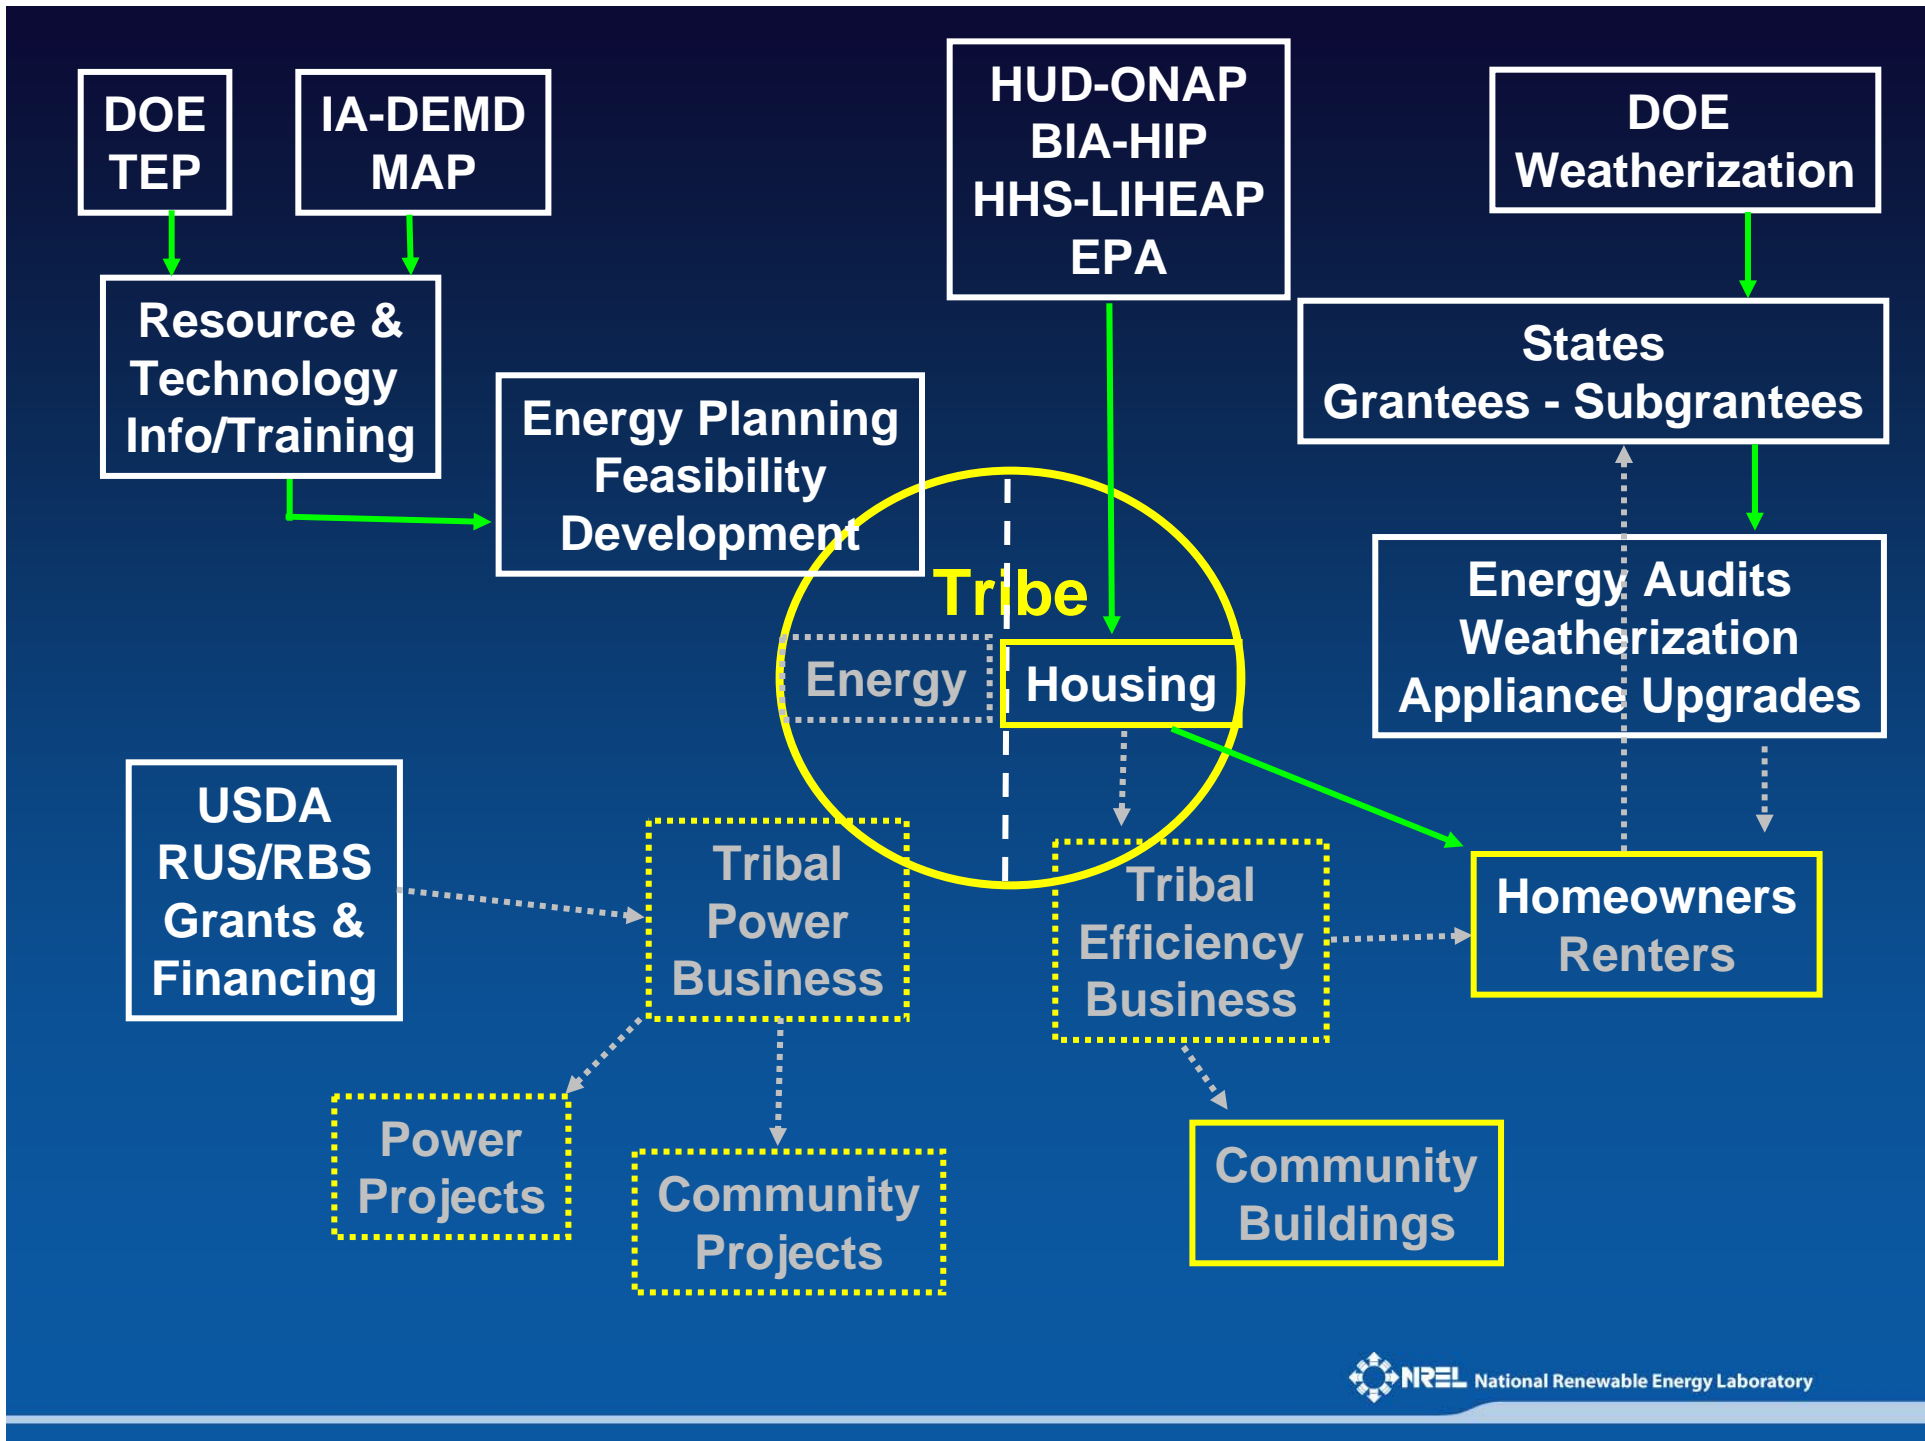 DOE
TEP
IA-DEMD
MAP
HUD-ONAP
BIA-HIP
HHS-LIHEAP
EPA
DOE
Weatherization
Resource &
Technology
Info/Training
States
Grantees - Subgrantees
Energy Planning
Feasibility
Development
Tribe
Energy
Housing
Energy Audits
Weatherization
Appliance Upgrades
USDA
RUS/RBS
Grants &
Financing
Tribal
Power
Business
Tribal
Efficiency
Business
Homeowners
Renters
Power
Projects
Community
Projects
Community
Buildings
NREL National Renewable Energy Laboratory